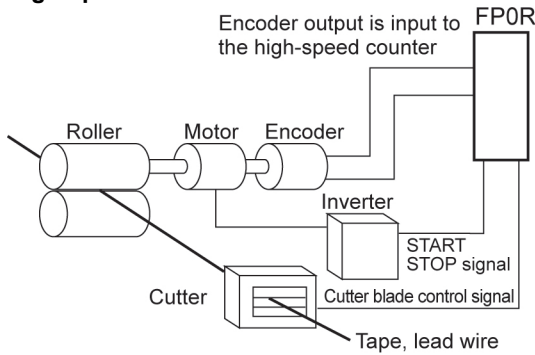 Encoder output is input to
the high-speed counter
FP0R
Roller
Motor
Encoder
Inverter
START
STOP signal
Cutter
Cutter blade control signal
Tape, lead wire